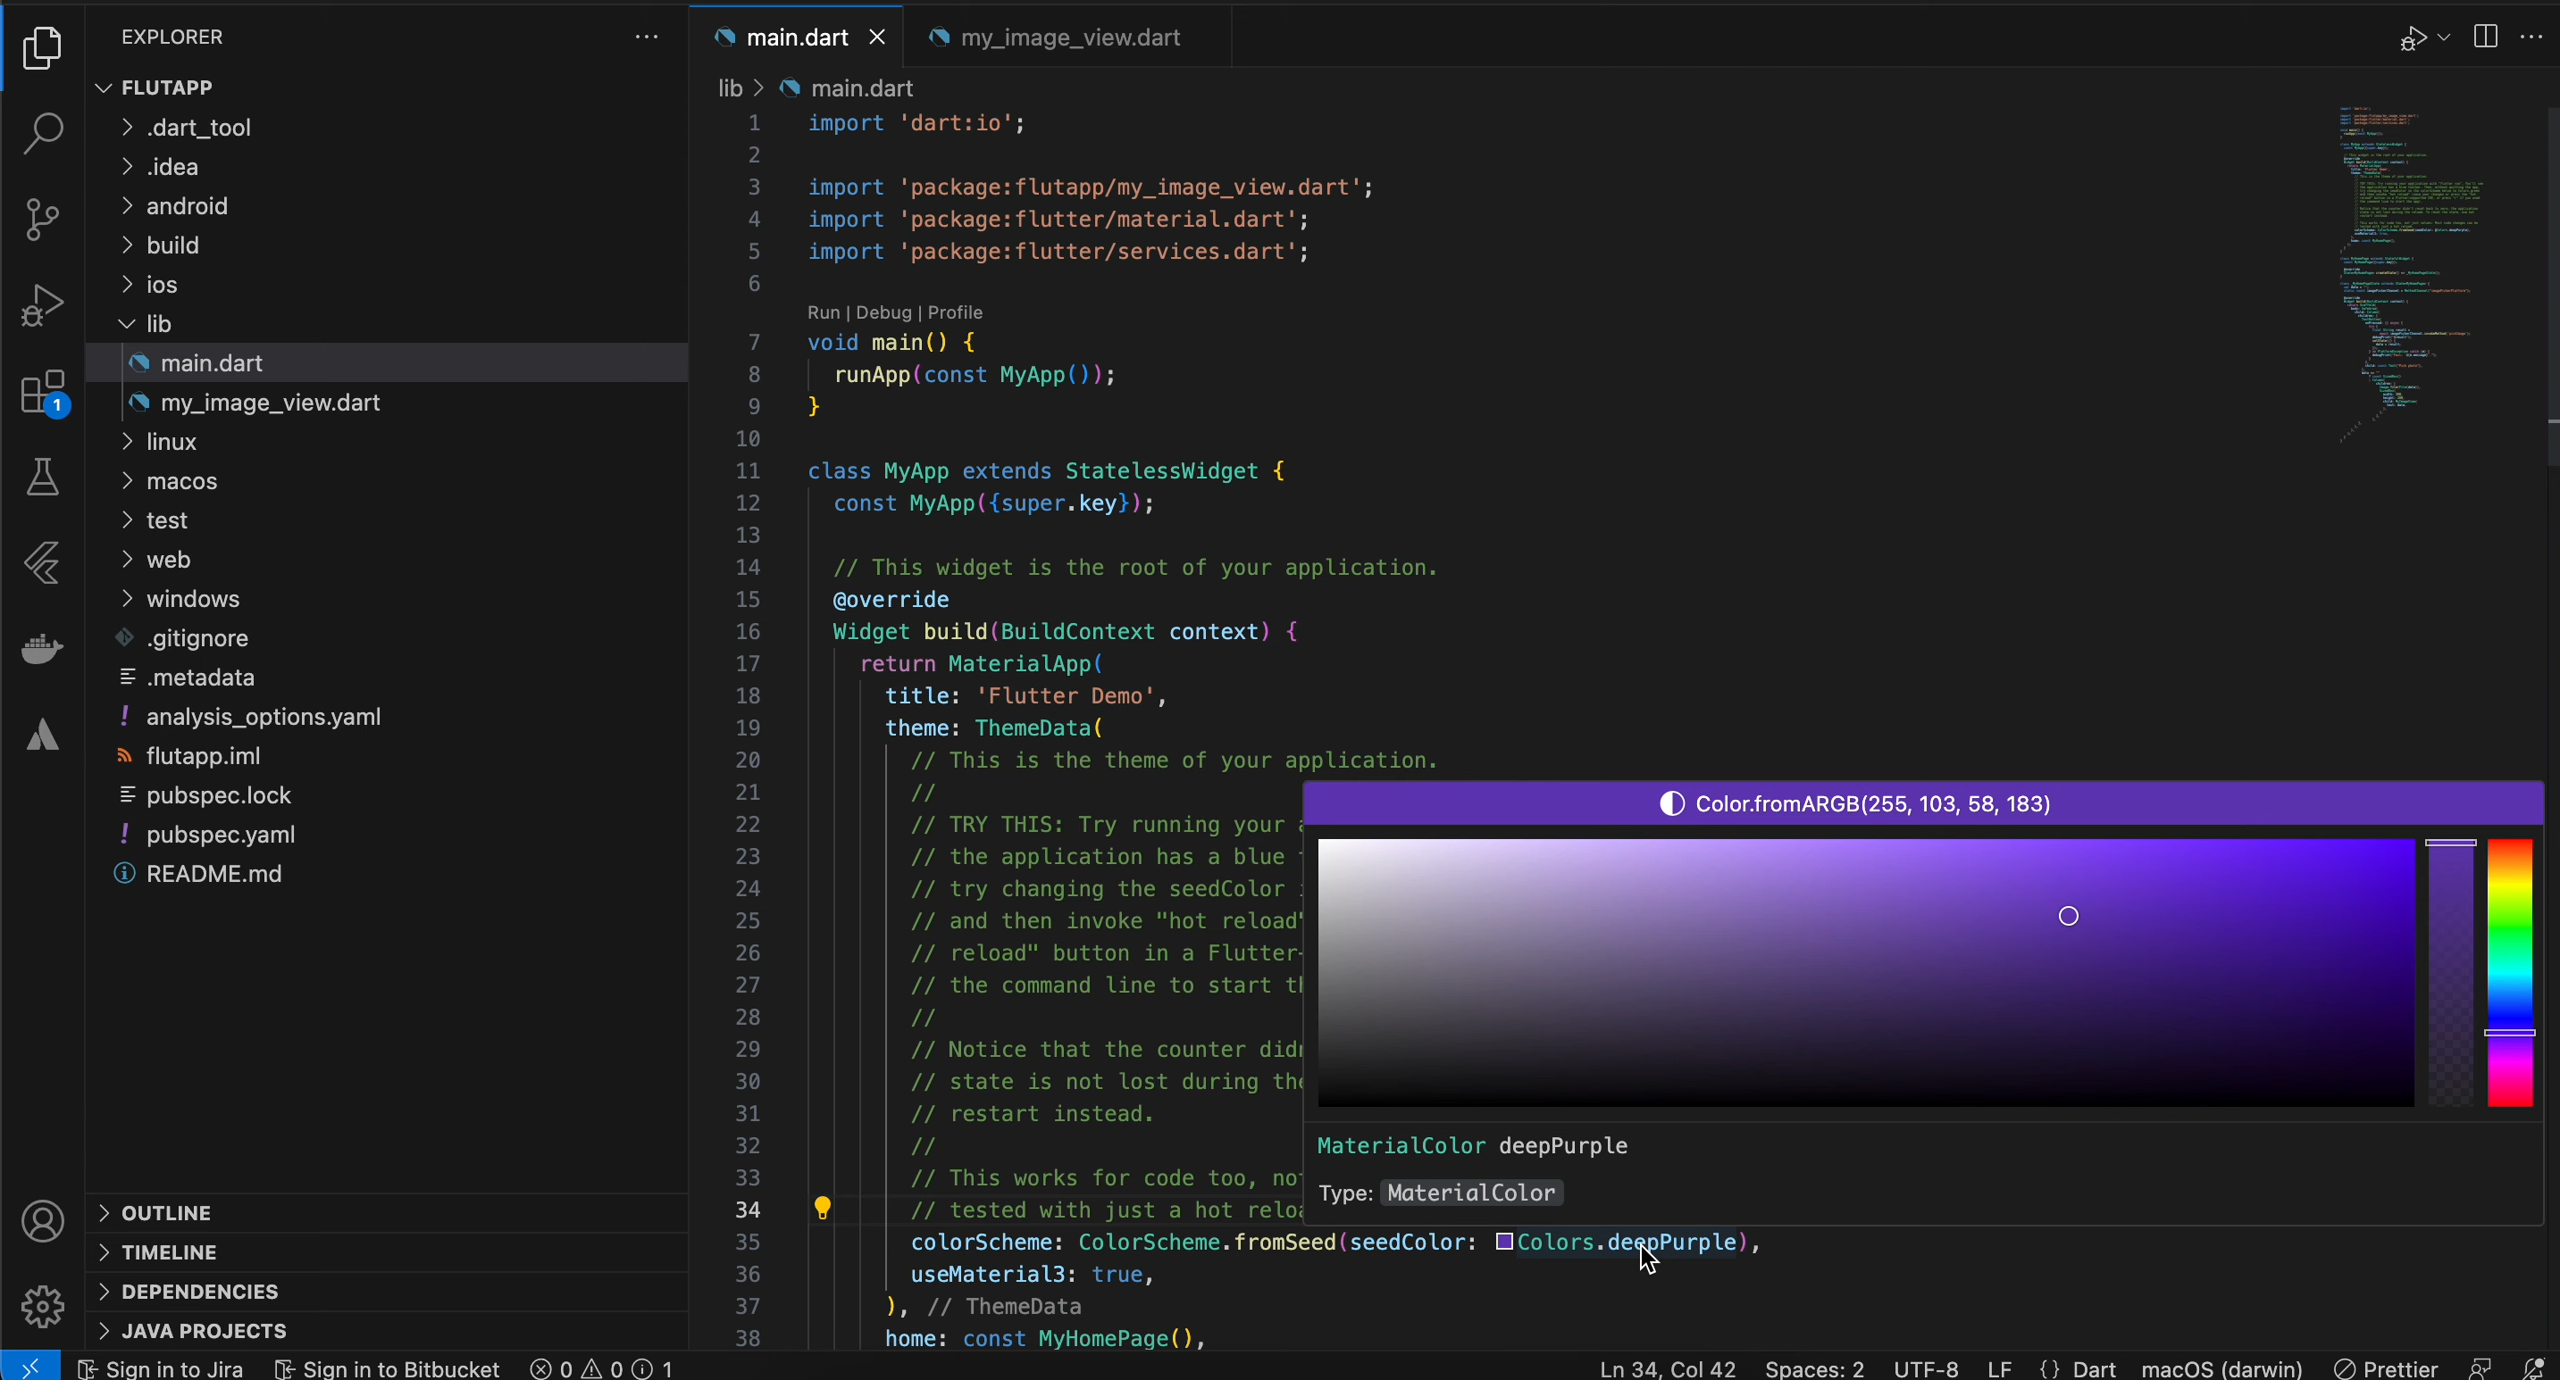 EXPLORER
FLUTAPP
.dart_tool
.idea
android
build
ios
lib
main.dart
my_image_view.dart
linux
macos
test
web
windows
.gitignore
.metadata
analysis_options.yaml
flutapp.iml
pubspec.lock
pubspec.yaml
README.md
OUTLINE
TIMELINE
DEPENDENCIES
JAVA PROJECTS
1
main.dart
my_image_view.dart
lib > main.dart
1 import 'dart:io';
2
3 import 'package:flutapp/my_image_view.dart';
4 import 'package:flutter/material.dart';
5 import 'package:flutter/services.dart';
6
Run | Debug | Profile
7 void main() {
8 runApp(const MyApp());
9 }
10
11 class MyApp extends StatelessWidget {
12 const MyApp({super.key});
13
14 // This widget is the root of your application.
15 @override
16 Widget build(BuildContext context) {
17 return MaterialApp(
18 title: 'Flutter Demo',
19 theme: ThemeData(
20 // This is the theme of your application.
21 //
22 // TRY THIS: Try running your
23 // the application has a blue
24 // try changing the seedColor
25 // and then invoke "hot reload"
26 // reload" button in a Flutter-
27 // the command line to start
28 //
29 // Notice that the counter
30 // state is not lost during
31 // restart instead.
32 //
33 // This works for code too,
34 // tested with just a hot
35 colorScheme: ColorScheme.fromSeed(seedColor: Colors.deepPurple),
36 useMaterial3: true,
37 ), // ThemeData
38 home: const MyHomePage(),
Color.fromARGB(255, 103, 58, 183)
MaterialColor deepPurple
Type: MaterialColor
Sign in to Jira Sign in to Bitbucket 0 0 1 Ln 34, Col 42 Spaces: 2 UTF-8 LF {} Dart macOS (darwin) Prettier